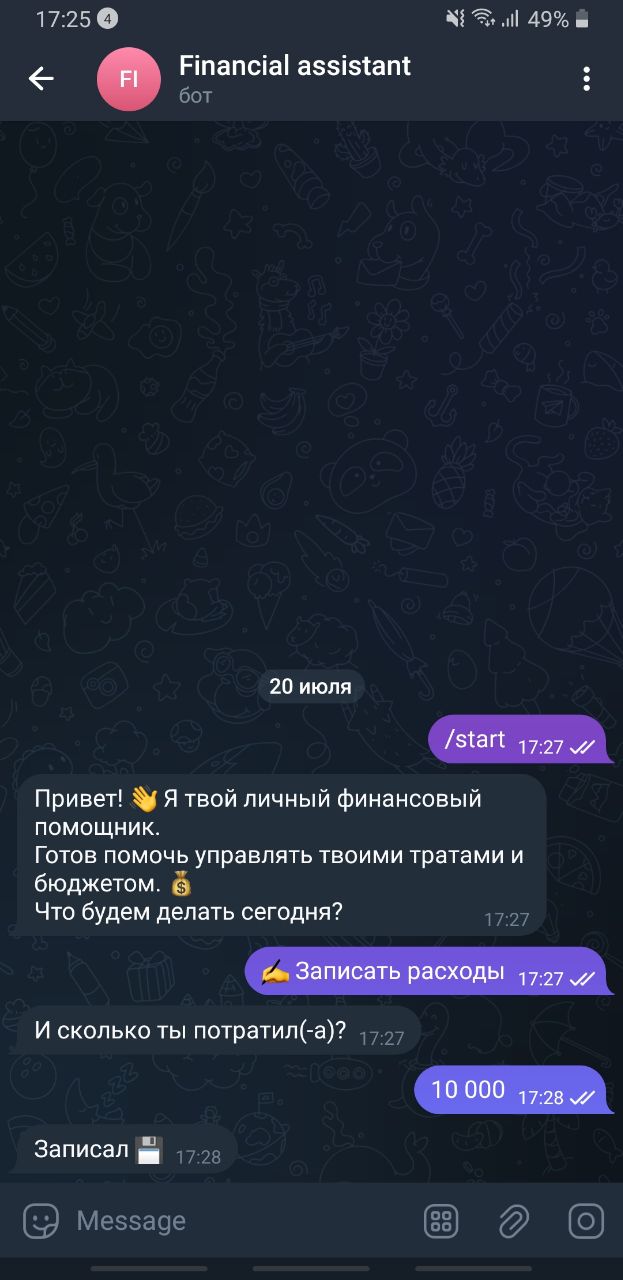 17:25 4 49%
FI
Financial assistant
бот
20 июля
/start 17:27
Привет! 👋 Я твой личный финансовый
помощник.
Готов помочь управлять твоими тратами и
бюджетом. 💰
Что будем делать сегодня? 17:27
✍️ Записать расходы 17:27
И сколько ты потратил(-а)? 17:27
10 000 17:28
Записал 💾 17:28
Message